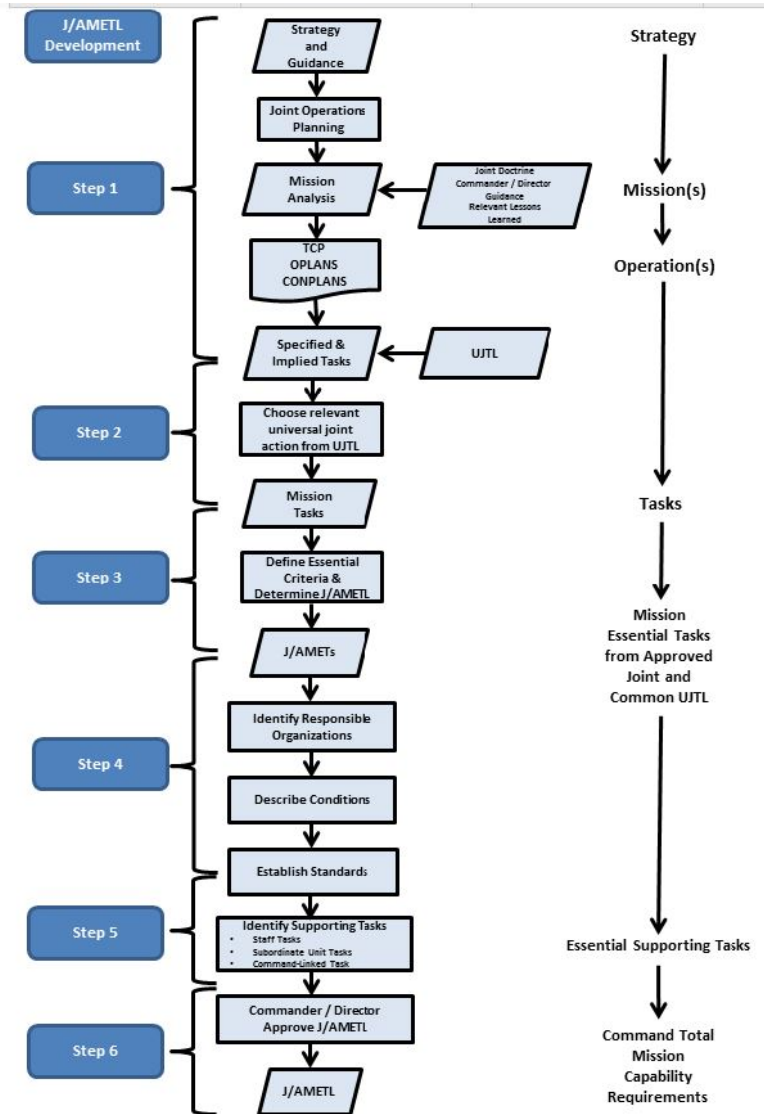 J/AMETL
Development
Strategy
and
Guidance
Strategy
Joint Operations
Planning
Step 1
Mission
Analysis
Joint Doctrine
Commander / Director
Guidance
Relevant Lessons
Learned
Mission(s)
TCP
OPLANS
CONPLANS
Operation(s)
Specified &
Implied Tasks
UJTL
Step 2
Choose relevant
universal joint
action from UJTL
Mission
Tasks
Tasks
Step 3
Define Essential
Criteria &
Determine J/AMETL
Mission
Essential Tasks
from Approved
Joint and
Common UJTL
J/AMETs
Identify Responsible
Organizations
Step 4
Describe Conditions
Establish Standards
Step 5
Identify Supporting Tasks
• Staff Tasks
• Subordinate Unit Tasks
• Command-Linked Task
Essential Supporting Tasks
Step 6
Commander / Director
Approve J/AMETL
Command Total
Mission
Capability
Requirements
J/AMETL